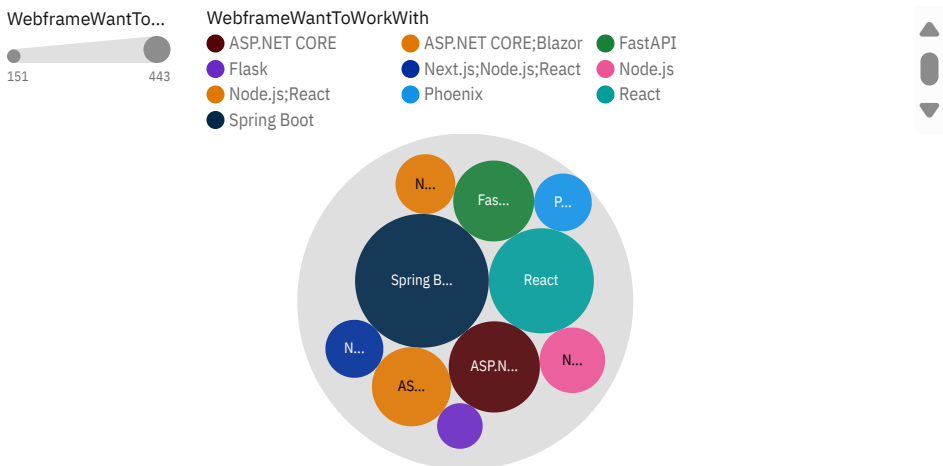 WebframeWantTo...
151
443
WebframeWantToWorkWith
ASP.NET CORE
ASP.NET CORE;Blazor
FastAPI
Flask
Next.js;Node.js;React
Node.js
Node.js;React
Phoenix
React
Spring Boot
N...
Fas...
P...
Spring B...
React
N...
AS...
ASP.N...
N...